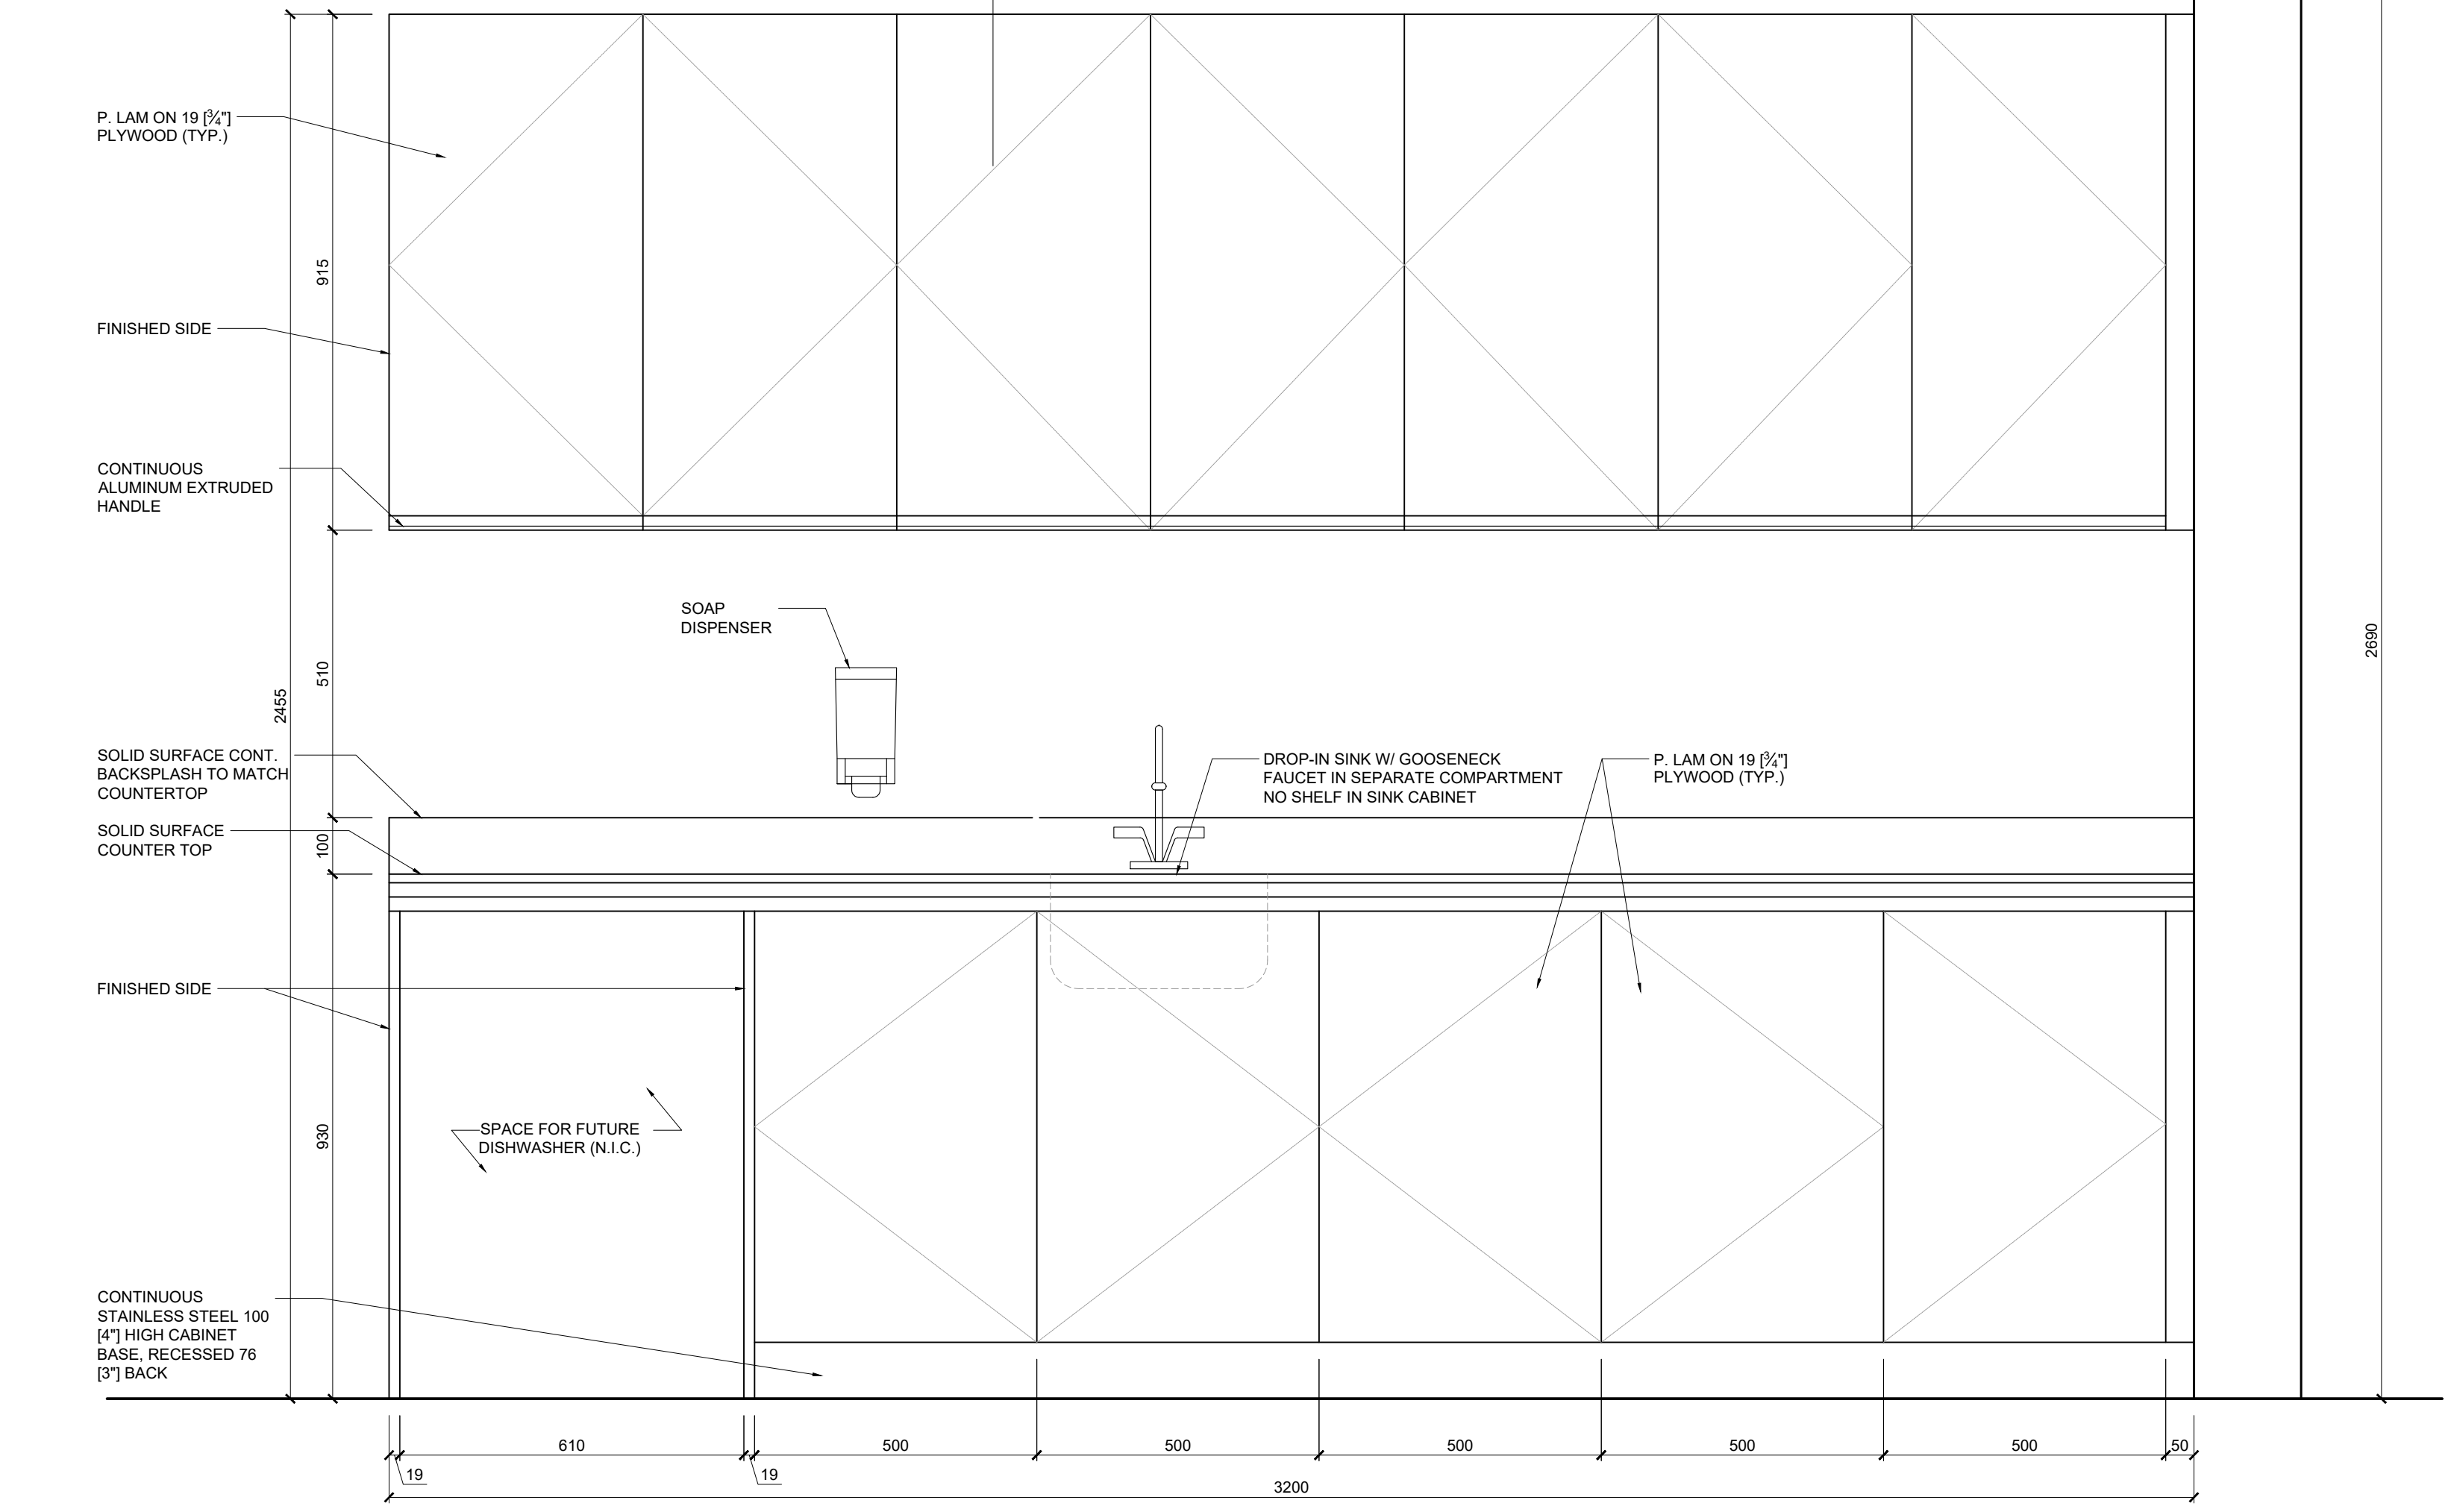 P. LAM ON 19 [¾"]
PLYWOOD (TYP.)
915
FINISHED SIDE
CONTINUOUS
ALUMINUM EXTRUDED
HANDLE
SOAP
DISPENSER
510
2455
2690
SOLID SURFACE CONT.
BACKSPLASH TO MATCH
COUNTERTOP
DROP-IN SINK W/ GOOSENECK
FAUCET IN SEPARATE COMPARTMENT
NO SHELF IN SINK CABINET
P. LAM ON 19 [¾"]
PLYWOOD (TYP.)
SOLID SURFACE
COUNTER TOP
100
FINISHED SIDE
930
SPACE FOR FUTURE
DISHWASHER (N.I.C.)
CONTINUOUS
STAINLESS STEEL 100
[4"] HIGH CABINET
BASE, RECESSED 76
[3"] BACK
610
500
500
500
500
500
50
19
19
3200